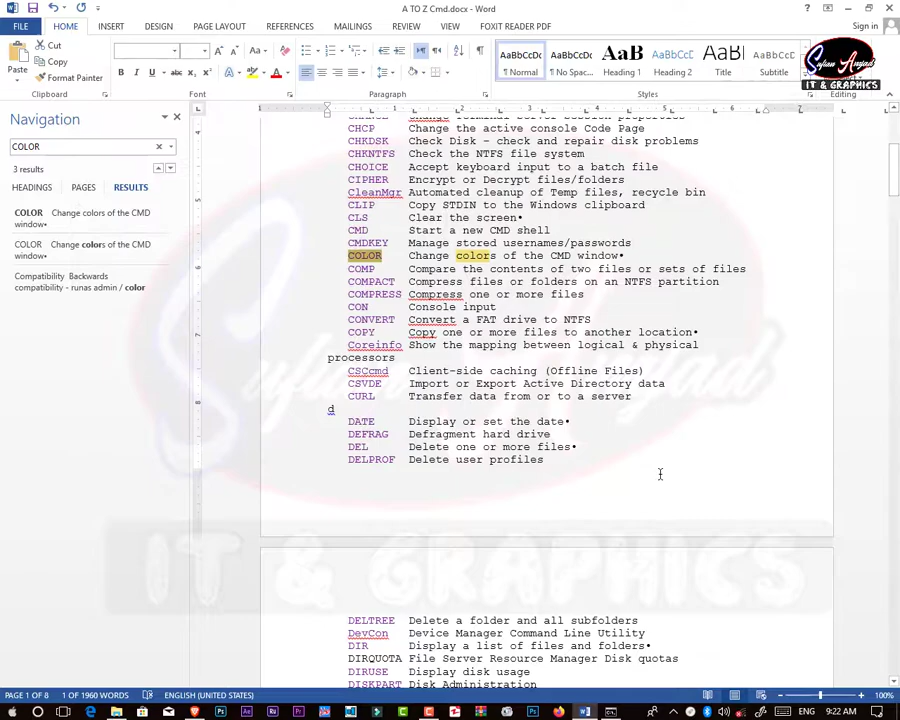 A TO Z Cmd.docx - Word
Sign in
FILE HOME INSERT DESIGN PAGE LAYOUT REFERENCES MAILINGS REVIEW VIEW FOXIT READER PDF
Paste
Cut
Copy
Format Painter
Clipboard
Font
Paragraph
AaBbCcDc ¶ Normal
AaBbCcDc ¶ No Spac...
AaBb Heading 1
AaBbCcC Heading 2
AaBb( Title
AaBbCcD Subtitle
Styles
Editing
Sufian Amjad
IT & GRAPHICS
Navigation
COLOR
3 results
HEADINGS PAGES RESULTS
COLOR Change colors of the CMD
window•
COLOR Change colors of the CMD
window•
Compatibility Backwards
compatibility - runas admin / color
CHCP Change the active console Code Page
CHKDSK Check Disk - check and repair disk problems
CHKNTFS Check the NTFS file system
CHOICE Accept keyboard input to a batch file
CIPHER Encrypt or Decrypt files/folders
CleanMgr Automated cleanup of Temp files, recycle bin
CLIP Copy STDIN to the Windows clipboard
CLS Clear the screen•
CMD Start a new CMD shell
CMDKEY Manage stored usernames/passwords
COLOR Change colors of the CMD window•
COMP Compare the contents of two files or sets of files
COMPACT Compress files or folders on an NTFS partition
COMPRESS Compress one or more files
CON Console input
CONVERT Convert a FAT drive to NTFS
COPY Copy one or more files to another location•
Coreinfo Show the mapping between logical & physical
processors
CSCcmd Client-side caching (Offline Files)
CSVDE Import or Export Active Directory data
CURL Transfer data from or to a server
d
DATE Display or set the date•
DEFRAG Defragment hard drive
DEL Delete one or more files•
DELPROF Delete user profiles
Sufian Amjad
IT & GRAPHICS
DELTREE Delete a folder and all subfolders
DevCon Device Manager Command Line Utility
DIR Display a list of files and folders•
DIRQUOTA File Server Resource Manager Disk quotas
DIRUSE Display disk usage
DISKPART Disk Administration
PAGE 1 OF 8 1 OF 1960 WORDS ENGLISH (UNITED STATES) 100%
ENG 9:22 AM